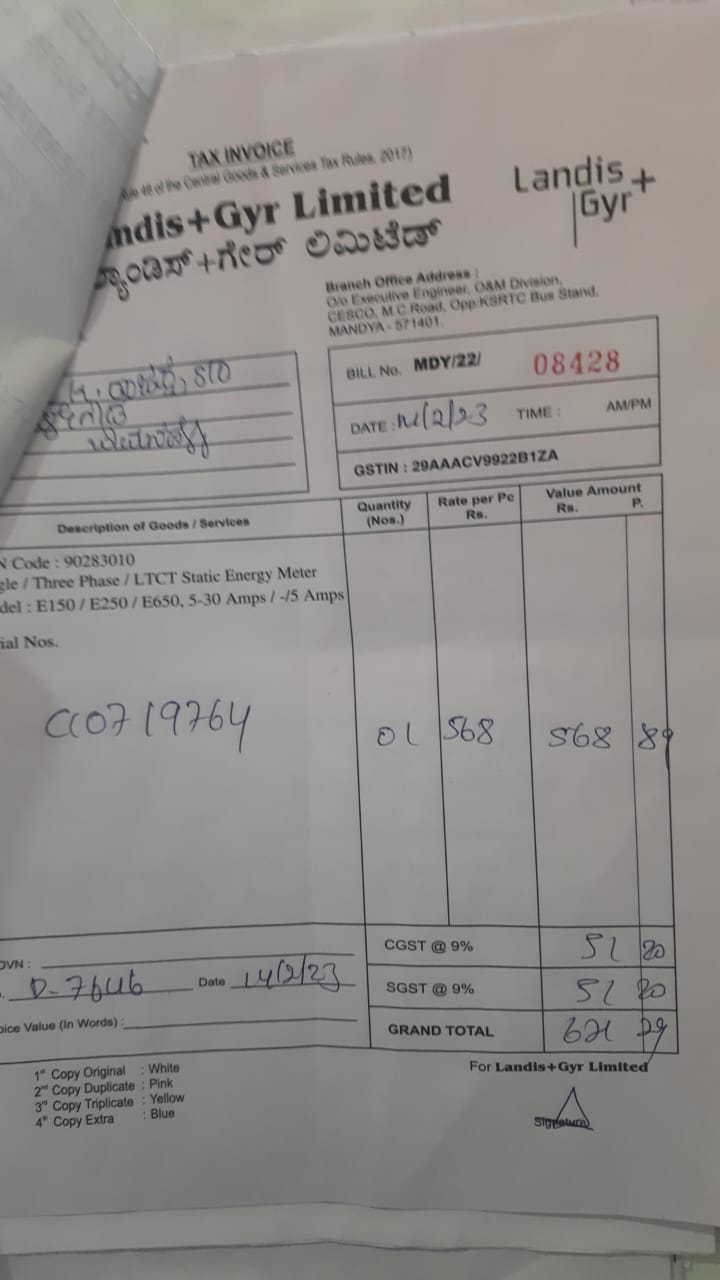 TAX INVOICE
48 of the Central Goods & Services Tax Rules, 2017)
ndis+Gyr Limited
್ಯಾಂಡಿಸ್+ಗೇರ್ ಲಿಮಿಟೆಡ್
Landis+
Gyr
Branch Office Address :
O/o Executive Engineer, O&M Division,
CESCO, M.C.Road, Opp:KSRTC Bus Stand,
MANDYA - 571401.
BILL No. MDY/22/ 08428
DATE : 14/2/23 TIME : AM/PM
GSTIN : 29AAACV9922B1ZA
Description of Goods / Services Quantity (Nos.) Rate per Pc Rs. Value Amount Rs. P.
N Code : 90283010
gle / Three Phase / LTCT Static Energy Meter
del : E150 / E250 / E650, 5-30 Amps / -/5 Amps
ial Nos.
0719764 01 568 568 89
CGST @ 9% 51 20
OVN :
D-7646 Date 14/2/23
SGST @ 9% 51 20
oice Value (In Words) :
GRAND TOTAL 671 29
1st Copy Original : White
2nd Copy Duplicate : Pink
3rd Copy Triplicate : Yellow
4th Copy Extra : Blue
For Landis+Gyr Limited
Signature